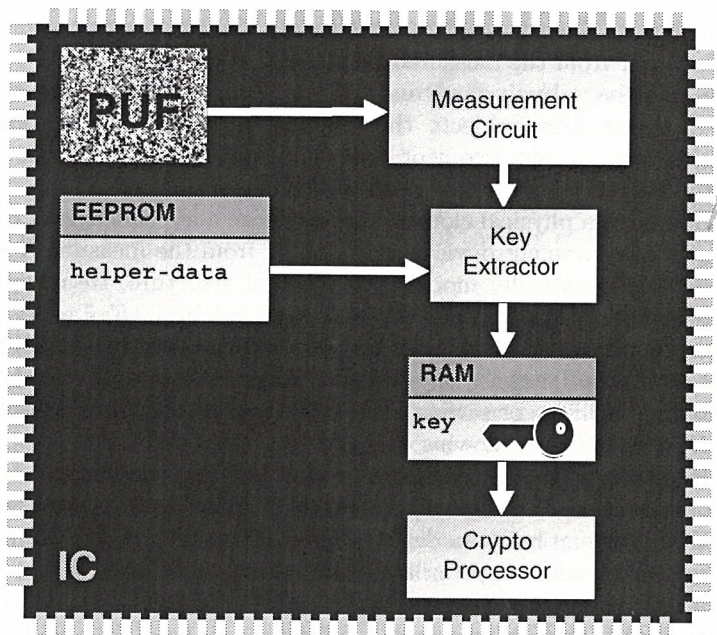 PUF
Measurement
Circuit
EEPROM
helper-data
Key
Extractor
RAM
key
Crypto
Processor
IC